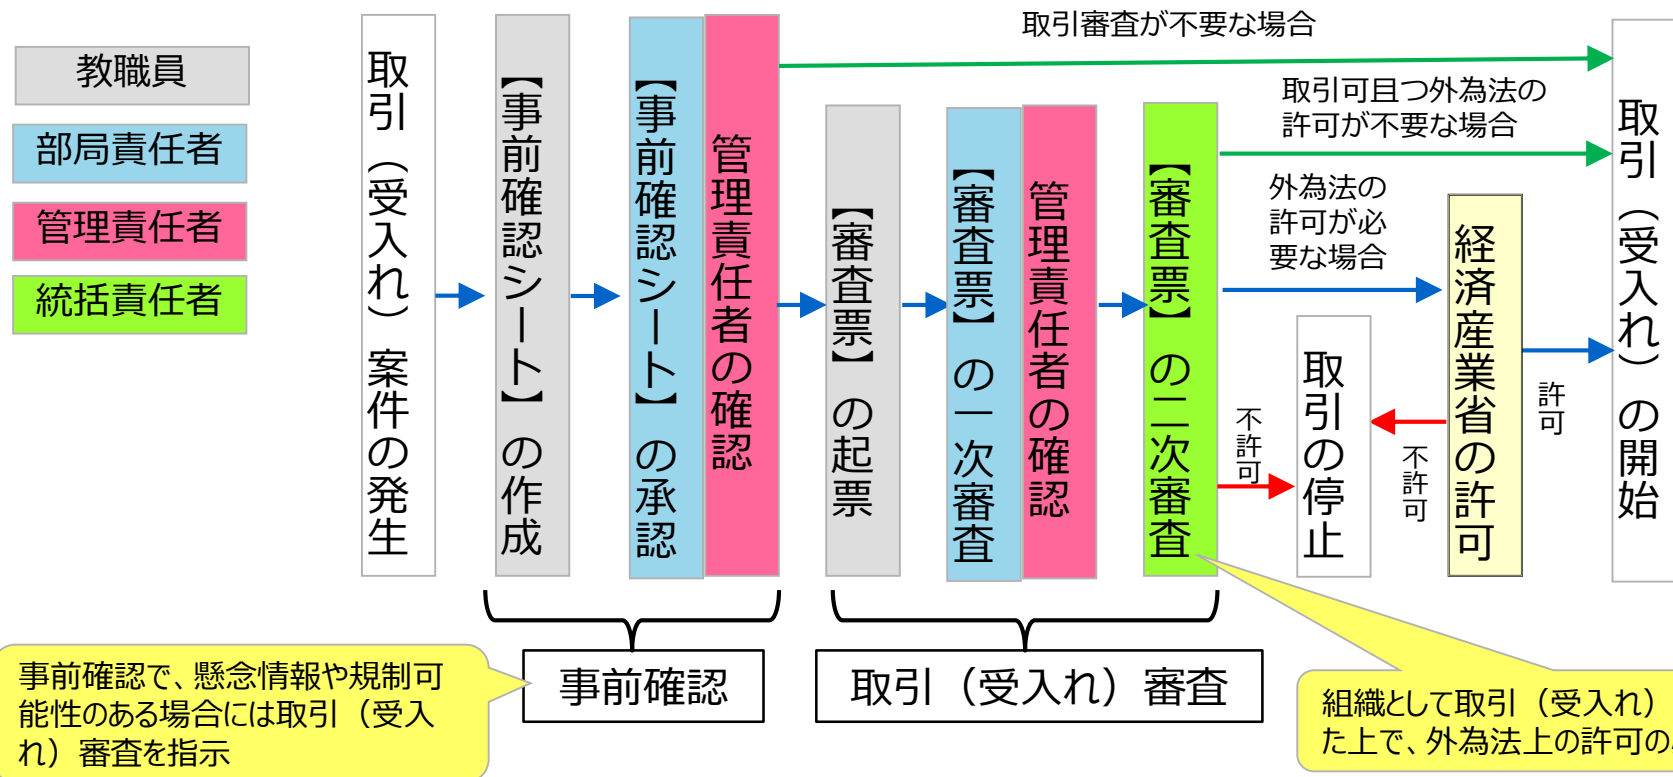 教職員
部局責任者
管理責任者
統括責任者
取引（受入れ）案件の発生
【事前確認シート】の作成
【事前確認シート】の承認
管理責任者の確認
【審査票】の起票
【審査票】の一次審査
管理責任者の確認
【審査票】の二次審査
取引審査が不要な場合
取引可且つ外為法の
許可が不要な場合
外為法の
許可が必
要な場合
不許可
取引の停止
不許可
経済産業省の許可
許可
取引（受入れ）の開始
事前確認
取引（受入れ）審査
事前確認で、懸念情報や規制可
能性のある場合には取引（受入
れ）審査を指示
組織として取引（受入れ）
た上で、外為法上の許可の